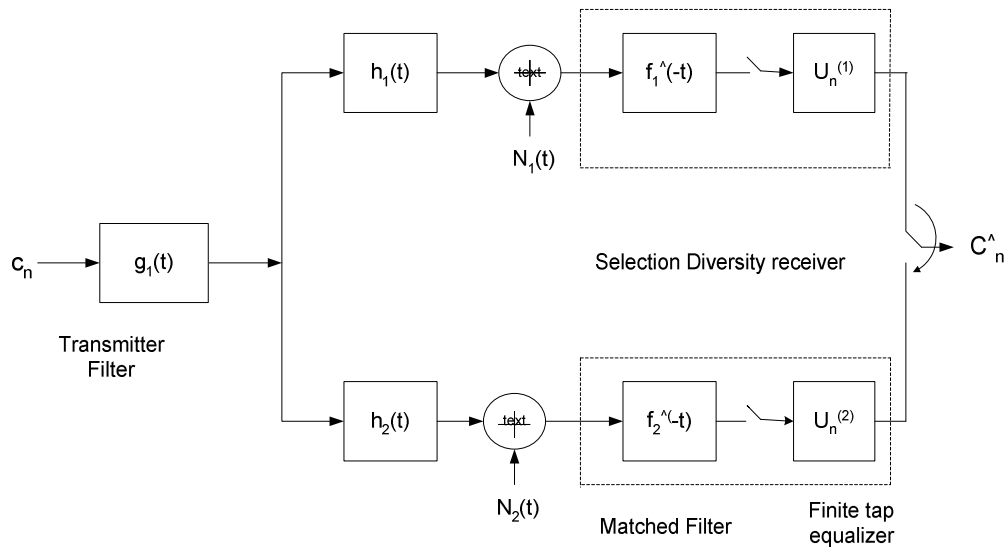 h₁(t)
text
f₁^(-t)
Uₙ⁽¹⁾
N₁(t)
cₙ
g₁(t)
Selection Diversity receiver
C^ₙ
Transmitter
Filter
h₂(t)
text
f₂^(-t)
Uₙ⁽²⁾
N₂(t)
Matched Filter
Finite tap
equalizer